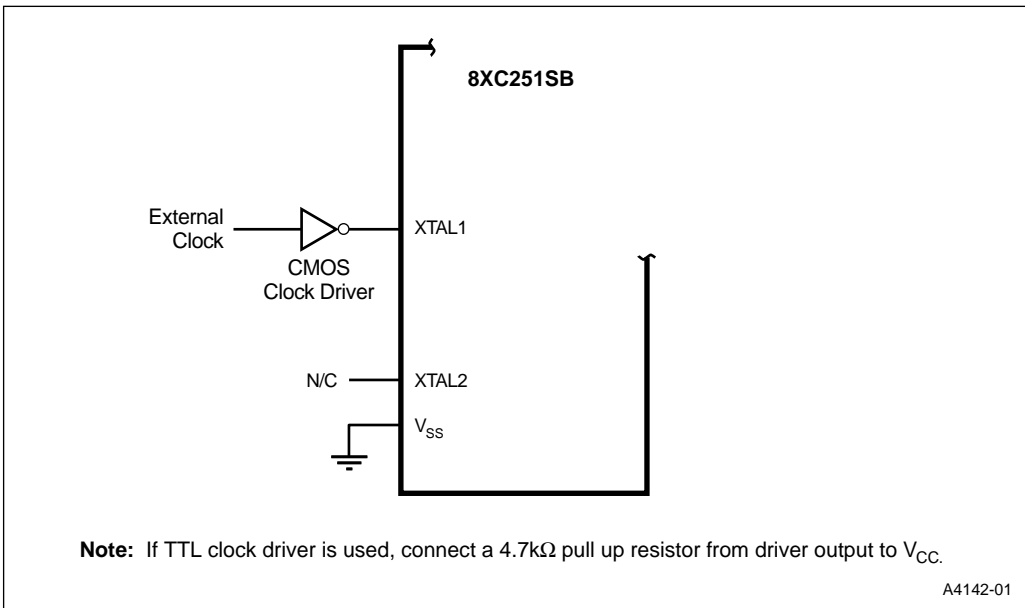 8XC251SB
External
Clock
CMOS
Clock Driver
XTAL1
N/C
XTAL2
VSS
Note: If TTL clock driver is used, connect a 4.7kΩ pull up resistor from driver output to VCC.
A4142-01